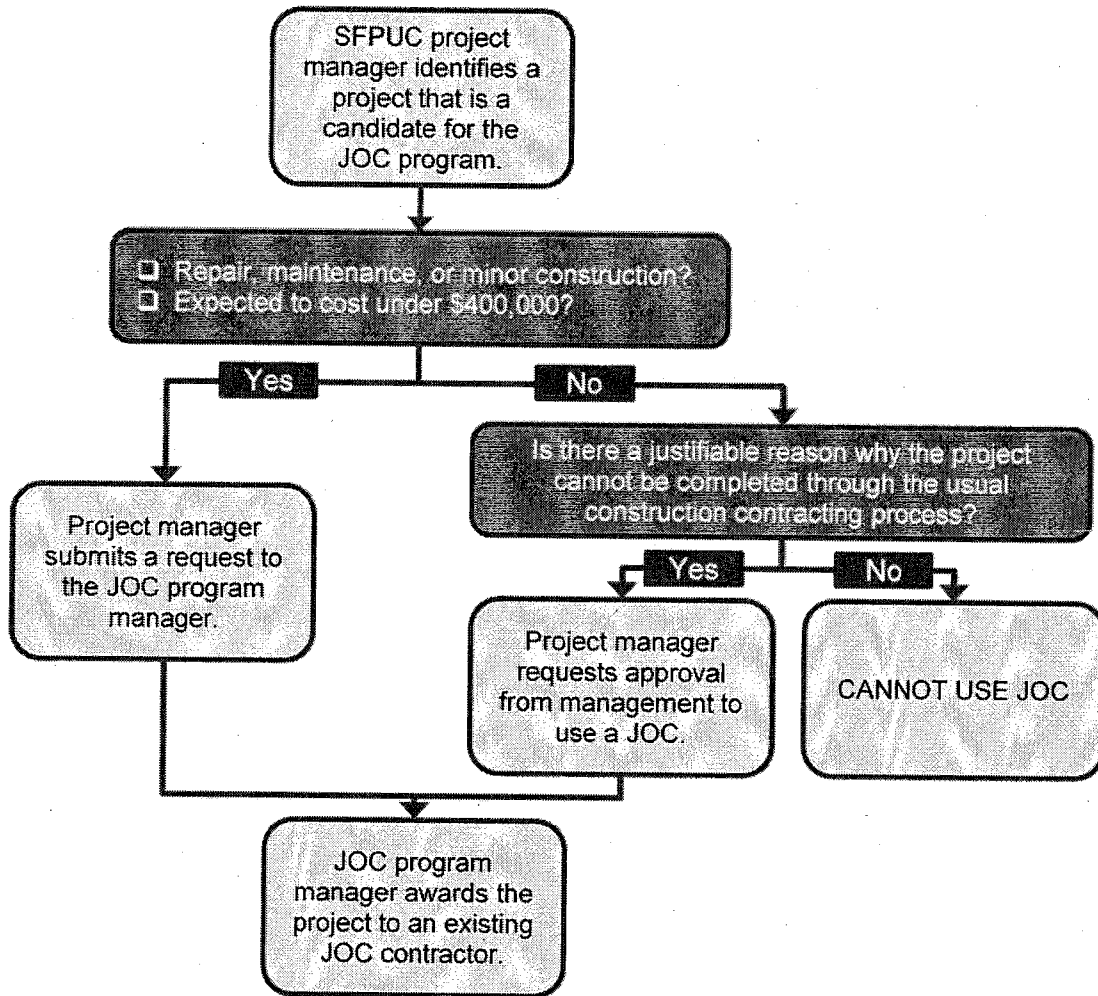 SFPUC project
manager identifies a
project that is a
candidate for the
JOC program.
❑ Repair, maintenance, or minor construction?
❑ Expected to cost under $400,000?
Yes
No
Is there a justifiable reason why the project
cannot be completed through the usual
construction contracting process?
Project manager
submits a request to
the JOC program
manager.
Yes
No
Project manager
requests approval
from management to
use a JOC.
CANNOT USE JOC
JOC program
manager awards the
project to an existing
JOC contractor.